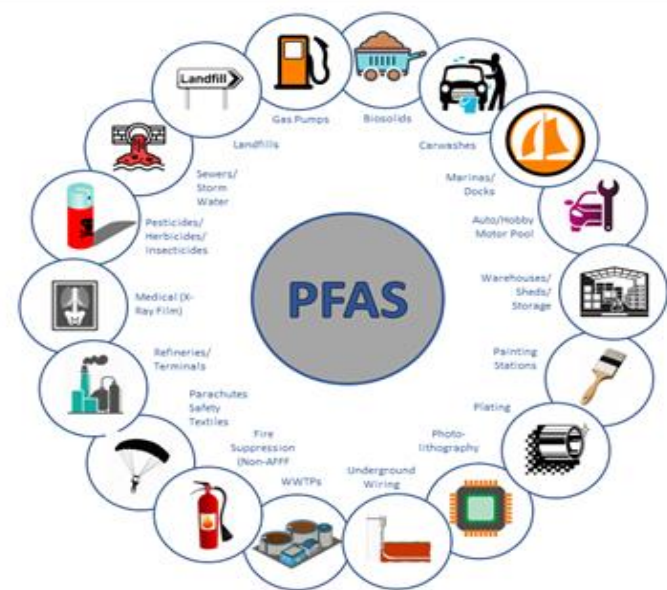 Landfill
Gas Pumps
Biosolids
Landfills
Carwashes
Sewers/
Storm
Water
Marinas/
Docks
Pesticides/
Herbicides/
Insecticides
Auto/Hobby
Motor Pool
PFAS
Medical (X-
Ray Film)
Warehouses/
Sheds/
Storage
Refineries/
Terminals
Painting
Stations
Parachutes
Safety
Textiles
Plating
Fire
Suppression
(Non-AFFF
Photo-
lithography
WWTPs
Underground
Wiring